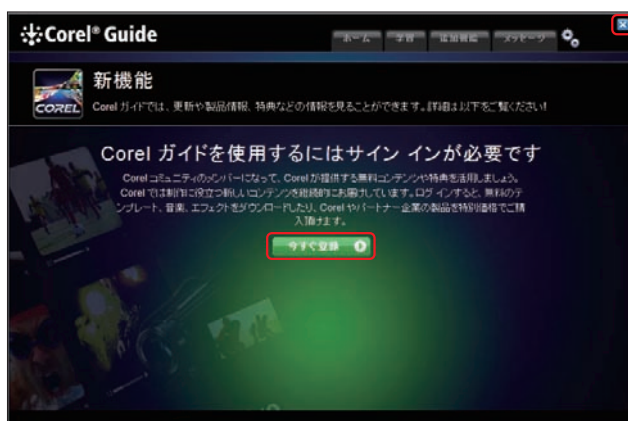 Corel® Guide
ホーム 学習 追加機能 メッセージ
COREL
新機能
Corel ガイドでは、更新や製品情報、特典などの情報を見ることができます。詳細は以下をご覧ください!
Corel ガイドを使用するにはサイン インが必要です
Corel コミュニティのメンバーになって、Corel が提供する無料コンテンツや特典を活用しましょう。
Corel では制作に役立つ新しいコンテンツを継続的にお届けしています。ログ インすると、無料のテ
ンプレート、音楽、エフェクトをダウンロードしたり、Corel やパートナー企業の製品を特別価格でご購
入頂けます。
今すぐ登録